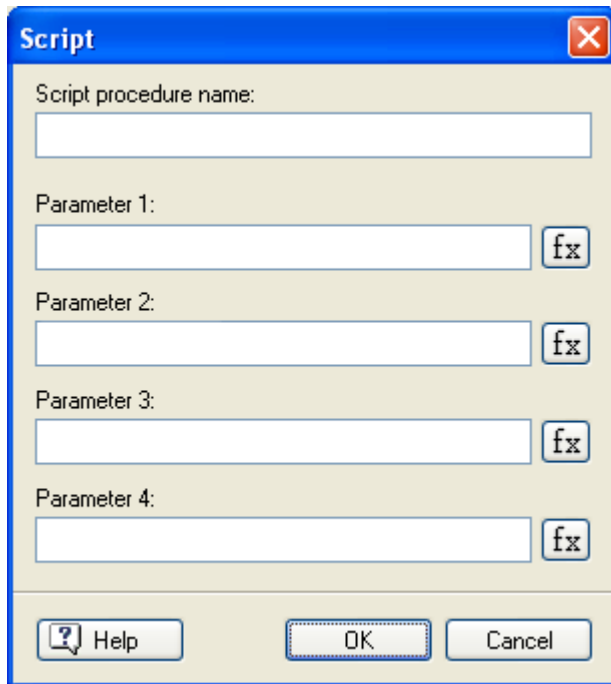 Script
Script procedure name:
Parameter 1:
fx
Parameter 2:
fx
Parameter 3:
fx
Parameter 4:
fx
? Help OK Cancel